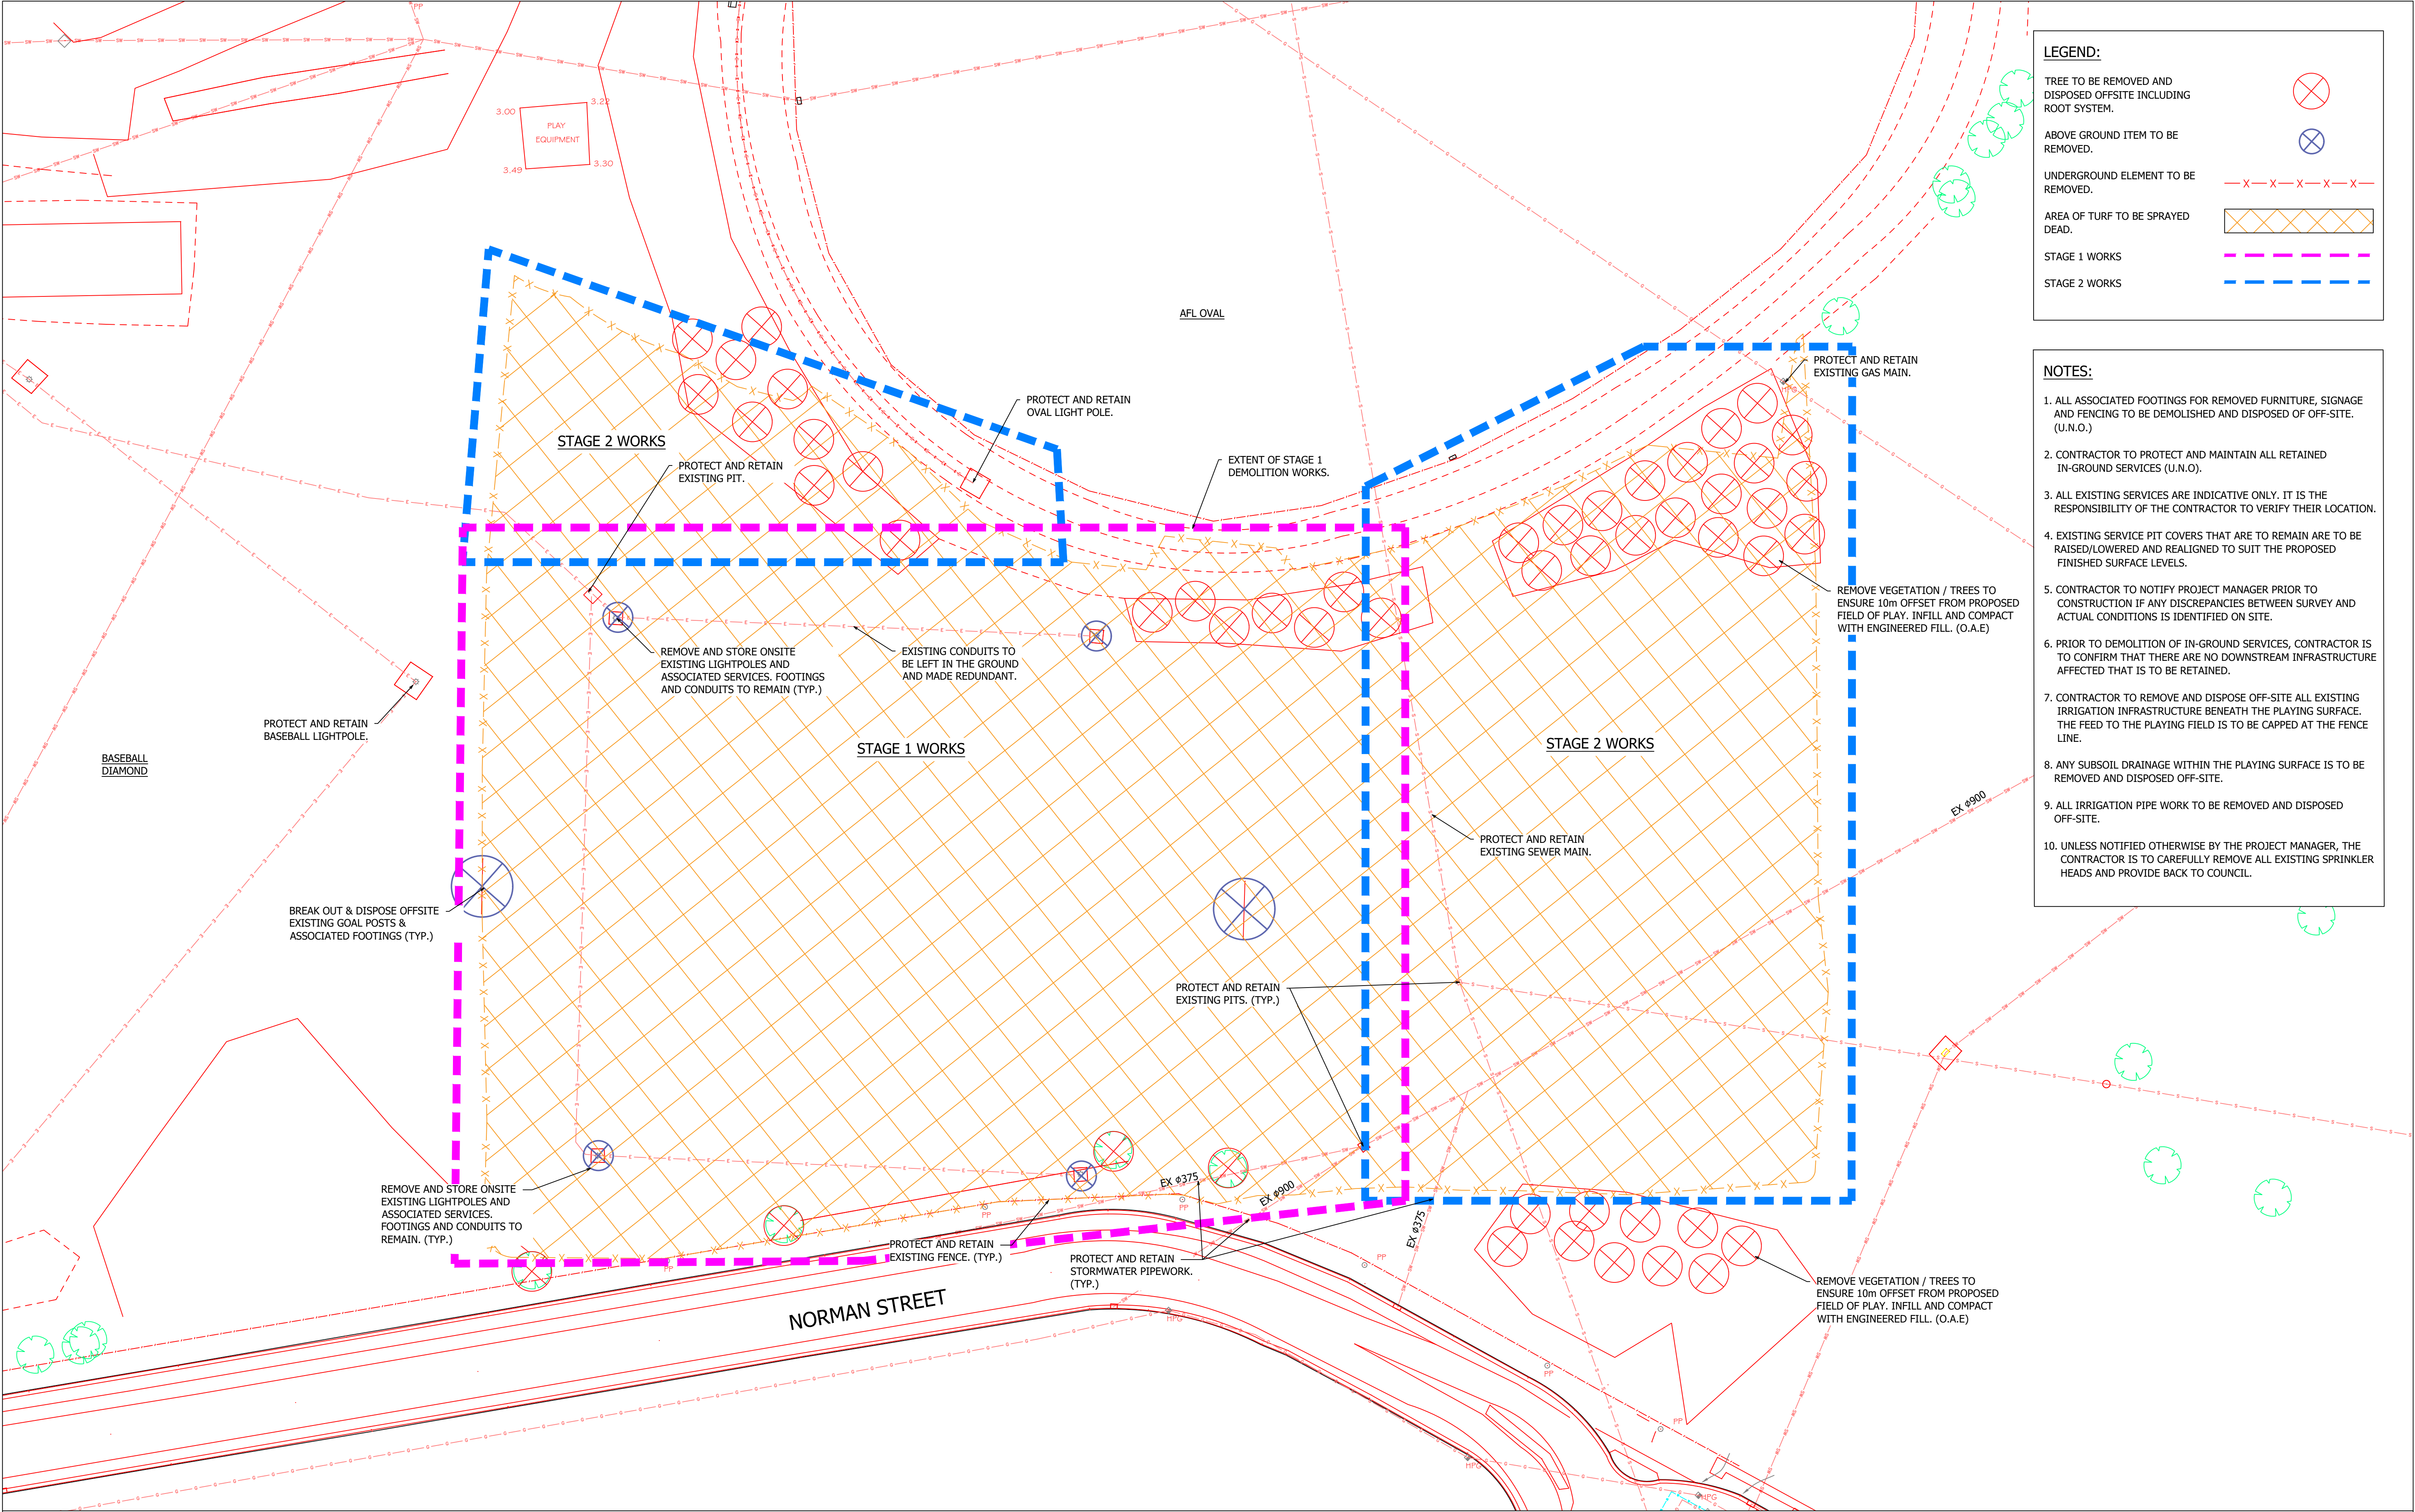 PP
3.00
3.22
PLAY
EQUIPMENT
3.49
3.30
AFL OVAL
PROTECT AND RETAIN
EXISTING GAS MAIN.
PROTECT AND RETAIN
OVAL LIGHT POLE.
STAGE 2 WORKS
PROTECT AND RETAIN
EXISTING PIT.
EXTENT OF STAGE 1
DEMOLITION WORKS.
REMOVE VEGETATION / TREES TO
ENSURE 10m OFFSET FROM PROPOSED
FIELD OF PLAY. INFILL AND COMPACT
WITH ENGINEERED FILL. (O.A.E)
REMOVE AND STORE ONSITE
EXISTING LIGHTPOLES AND
ASSOCIATED SERVICES. FOOTINGS
AND CONDUITS TO REMAIN (TYP.)
EXISTING CONDUITS TO
BE LEFT IN THE GROUND
AND MADE REDUNDANT.
PROTECT AND RETAIN
BASEBALL LIGHTPOLE.
BASEBALL
DIAMOND
STAGE 1 WORKS
STAGE 2 WORKS
EX ø900
PROTECT AND RETAIN
EXISTING SEWER MAIN.
BREAK OUT & DISPOSE OFFSITE
EXISTING GOAL POSTS &
ASSOCIATED FOOTINGS (TYP.)
PROTECT AND RETAIN
EXISTING PITS. (TYP.)
REMOVE AND STORE ONSITE
EXISTING LIGHTPOLES AND
ASSOCIATED SERVICES.
FOOTINGS AND CONDUITS TO
REMAIN. (TYP.)
EX ø375
EX ø900
EX ø375
PP
PP
PP
PP
PROTECT AND RETAIN
EXISTING FENCE. (TYP.)
PROTECT AND RETAIN
STORMWATER PIPEWORK.
(TYP.)
REMOVE VEGETATION / TREES TO
ENSURE 10m OFFSET FROM PROPOSED
FIELD OF PLAY. INFILL AND COMPACT
WITH ENGINEERED FILL. (O.A.E)
NORMAN STREET
HPG
PP
PP
HPG
HPG
LEGEND:
TREE TO BE REMOVED AND
DISPOSED OFFSITE INCLUDING
ROOT SYSTEM.
ABOVE GROUND ITEM TO BE
REMOVED.
UNDERGROUND ELEMENT TO BE
REMOVED.
AREA OF TURF TO BE SPRAYED
DEAD.
STAGE 1 WORKS
STAGE 2 WORKS
NOTES:
1. ALL ASSOCIATED FOOTINGS FOR REMOVED FURNITURE, SIGNAGE
AND FENCING TO BE DEMOLISHED AND DISPOSED OF OFF-SITE.
(U.N.O.)
2. CONTRACTOR TO PROTECT AND MAINTAIN ALL RETAINED
IN-GROUND SERVICES (U.N.O).
3. ALL EXISTING SERVICES ARE INDICATIVE ONLY. IT IS THE
RESPONSIBILITY OF THE CONTRACTOR TO VERIFY THEIR LOCATION.
4. EXISTING SERVICE PIT COVERS THAT ARE TO REMAIN ARE TO BE
RAISED/LOWERED AND REALIGNED TO SUIT THE PROPOSED
FINISHED SURFACE LEVELS.
5. CONTRACTOR TO NOTIFY PROJECT MANAGER PRIOR TO
CONSTRUCTION IF ANY DISCREPANCIES BETWEEN SURVEY AND
ACTUAL CONDITIONS IS IDENTIFIED ON SITE.
6. PRIOR TO DEMOLITION OF IN-GROUND SERVICES, CONTRACTOR IS
TO CONFIRM THAT THERE ARE NO DOWNSTREAM INFRASTRUCTURE
AFFECTED THAT IS TO BE RETAINED.
7. CONTRACTOR TO REMOVE AND DISPOSE OFF-SITE ALL EXISTING
IRRIGATION INFRASTRUCTURE BENEATH THE PLAYING SURFACE.
THE FEED TO THE PLAYING FIELD IS TO BE CAPPED AT THE FENCE
LINE.
8. ANY SUBSOIL DRAINAGE WITHIN THE PLAYING SURFACE IS TO BE
REMOVED AND DISPOSED OFF-SITE.
9. ALL IRRIGATION PIPE WORK TO BE REMOVED AND DISPOSED
OFF-SITE.
10. UNLESS NOTIFIED OTHERWISE BY THE PROJECT MANAGER, THE
CONTRACTOR IS TO CAREFULLY REMOVE ALL EXISTING SPRINKLER
HEADS AND PROVIDE BACK TO COUNCIL.